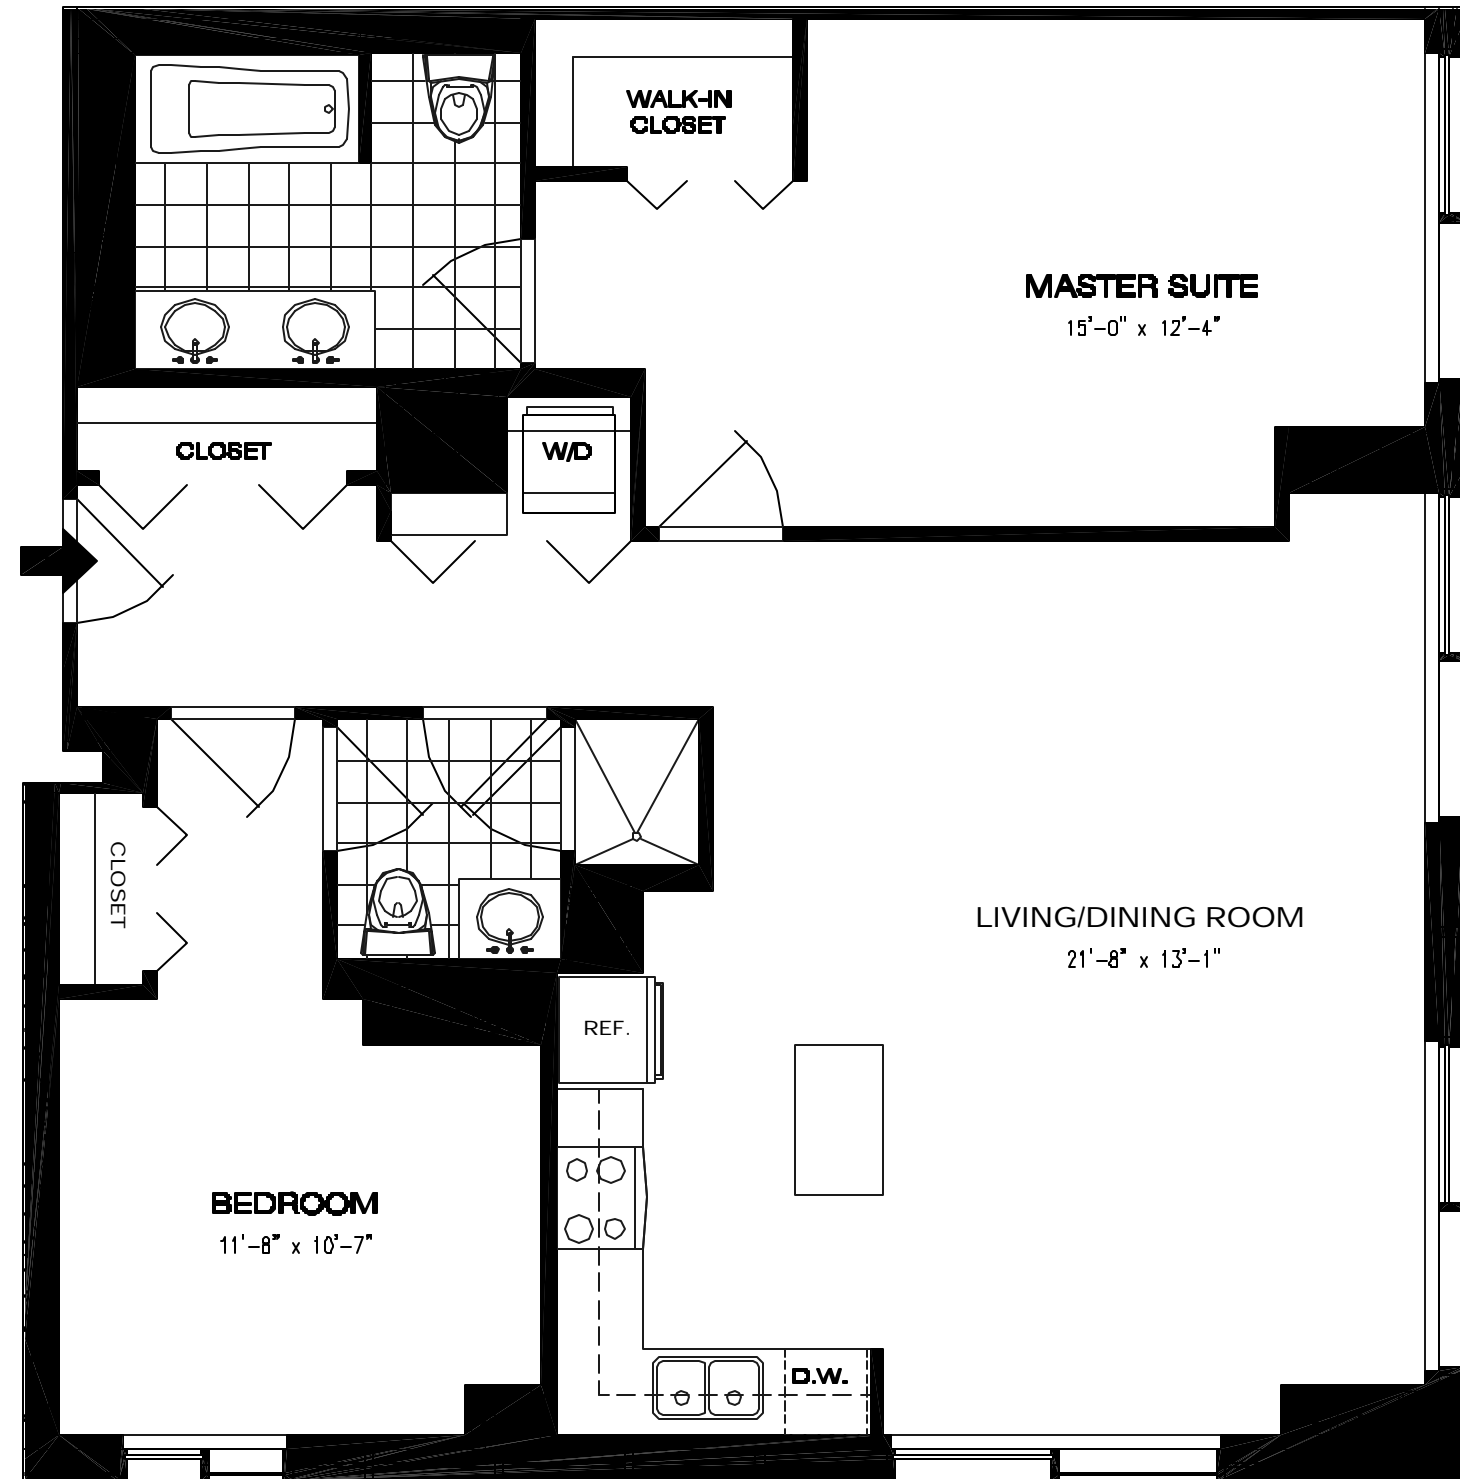 WALK-IN
CLOSET
MASTER SUITE
15'-0" x 12'-4"
CLOSET
W/D
CLOSET
LIVING/DINING ROOM
21'-8" x 13'-1"
REF.
BEDROOM
11'-8" x 10'-7"
D.W.